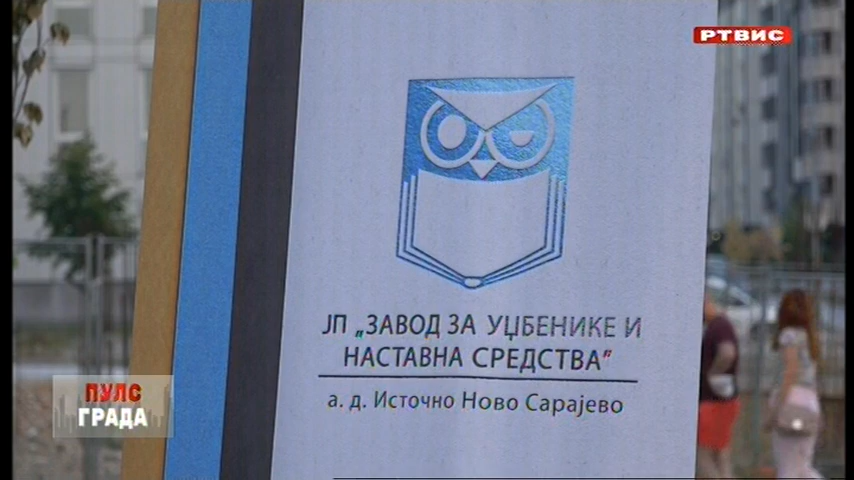 РТВИС
ЈП „ЗАВОД ЗА УЏБЕНИКЕ И
НАСТАВНА СРЕДСТВА"
а. д. Источно Ново Сарајево
ПУЛС
ГРАДА